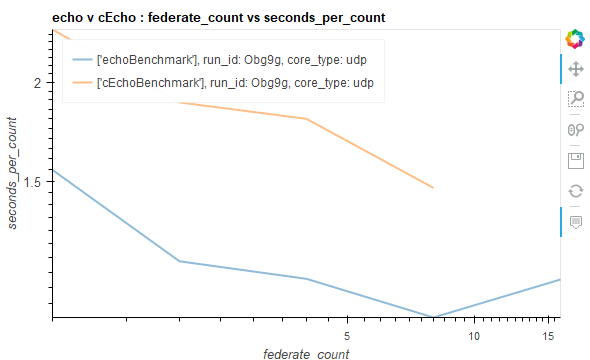 echo v cEcho : federate_count vs seconds_per_count
['echoBenchmark'], run_id: Obg9g, core_type: udp
['cEchoBenchmark'], run_id: Obg9g, core_type: udp
2
1.5
seconds_per_count
5
10
15
federate_count